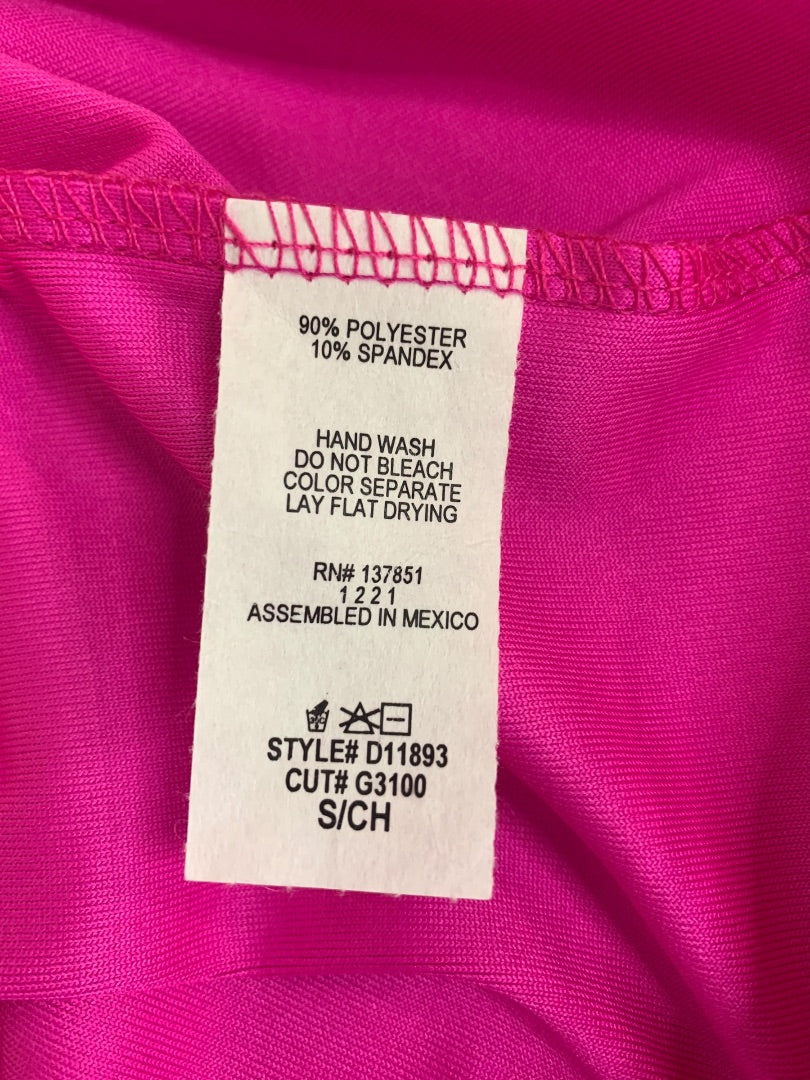 90% POLYESTER
10% SPANDEX
HAND WASH
DO NOT BLEACH
COLOR SEPARATE
LAY FLAT DRYING
RN# 137851
1 2 2 1
ASSEMBLED IN MEXICO
STYLE# D11893
CUT# G3100
S/CH